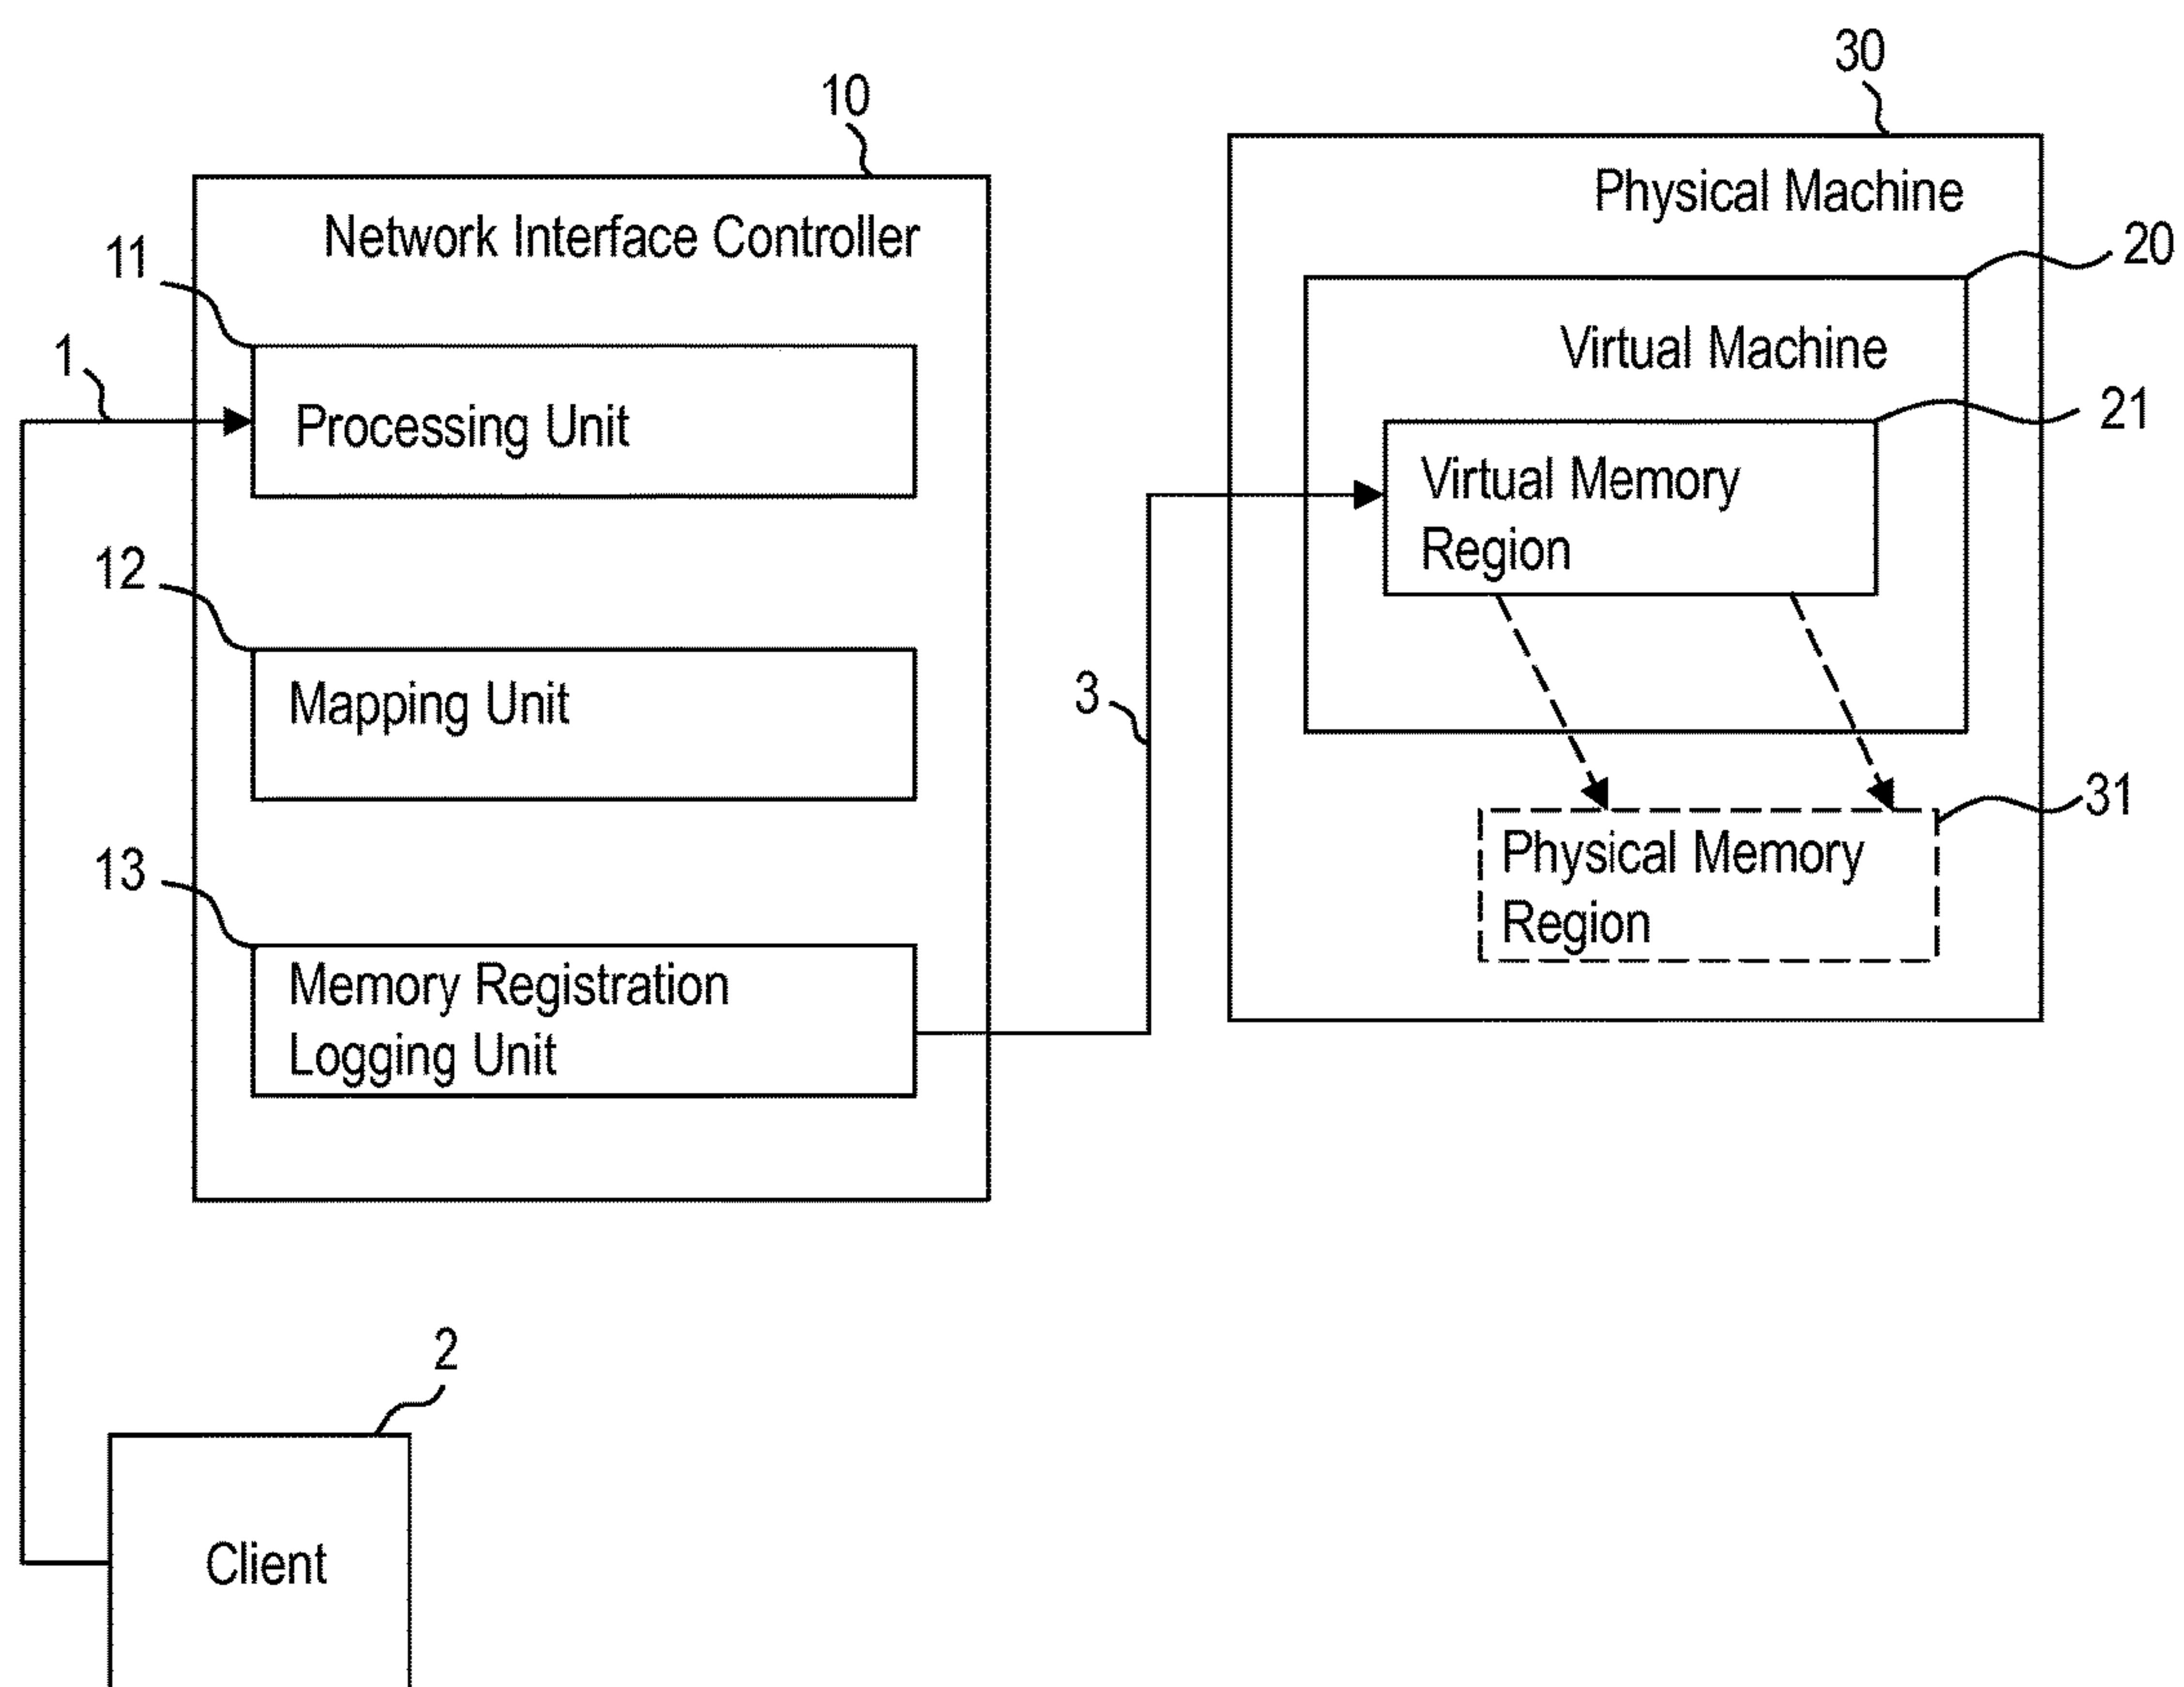 30
10
Physical Machine
Network Interface Controller
20
11
Virtual Machine
1
21
Processing Unit
Virtual Memory
Region
12
3
Mapping Unit
31
Physical Memory
Region
13
Memory Registration
Logging Unit
2
Client